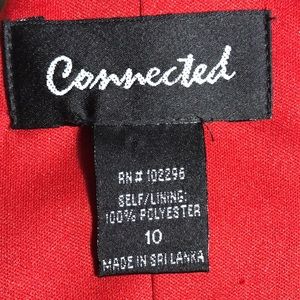 Connected
RN# 102296
SELF/LINING:
100% POLYESTER
10
MADE IN SRI LANKA